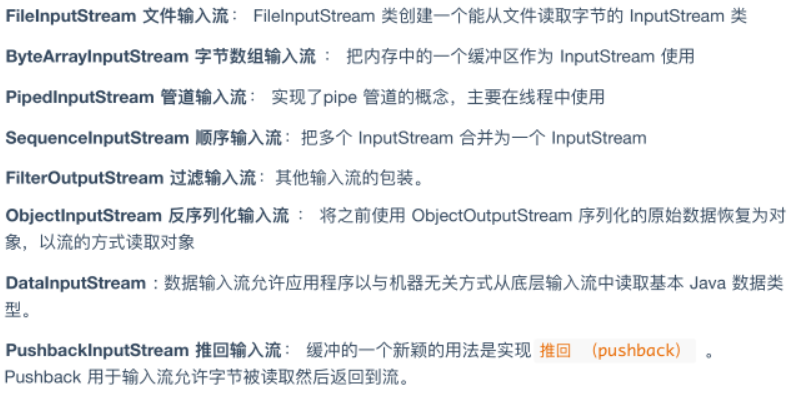 FileInputStream 文件输入流： FileInputStream 类创建一个能从文件读取字节的 InputStream 类
ByteArrayInputStream 字节数组输入流 ： 把内存中的一个缓冲区作为 InputStream 使用
PipedInputStream 管道输入流： 实现了pipe 管道的概念，主要在线程中使用
SequenceInputStream 顺序输入流：把多个 InputStream 合并为一个 InputStream
FilterOutputStream 过滤输入流：其他输入流的包装。
ObjectInputStream 反序列化输入流 ： 将之前使用 ObjectOutputStream 序列化的原始数据恢复为对
象，以流的方式读取对象
DataInputStream : 数据输入流允许应用程序以与机器无关方式从底层输入流中读取基本 Java 数据类
型。
PushbackInputStream 推回输入流： 缓冲的一个新颖的用法是实现 推回 （pushback） 。
Pushback 用于输入流允许字节被读取然后返回到流。